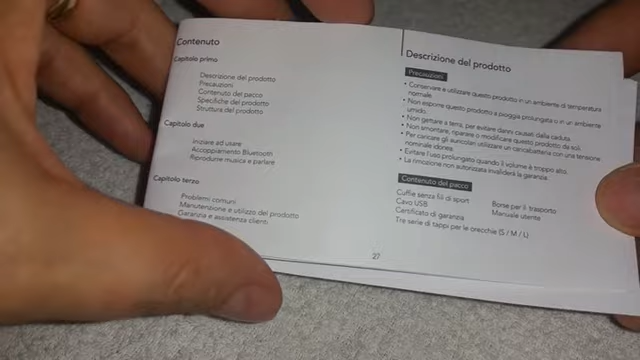 Contenuto
Capitolo primo
Descrizione del prodotto
Precauzioni
Contenuto del pacco
Specifiche del prodotto
Struttura del prodotto
Capitolo due
iniziare ad usare
Accoppiamento Bluetooth
Riprodurre musica e parlare
Capitolo terzo
Problemi comuni
Manutenzione e utilizzo del prodotto
Garanzia e assistenza clienti
Descrizione del prodotto
Precauzioni
• Conservare e utilizzare questo prodotto in un ambiente di temperatura
normale.
• Non esporre questo prodotto a pioggia prolungata o in un ambiente
umido.
• Non gettare a terra, per evitare danni causati dalla caduta.
• Non smontare, riparare o modificare questo prodotto da soli.
• Per caricare gli auricolari utilizzare un caricabatteria con una tensione
nominale idonea.
• Evitare l'uso prolungato quando il volume è troppo alto.
• La rimozione non autorizzata invaliderà la garanzia.
Contenuto del pacco
Cuffie senza fili di sport
Cavo USB
Certificato di garanzia
Tre serie di tappi per le orecchie (S / M / L)
Borse per il trasporto
Manuale utente
27